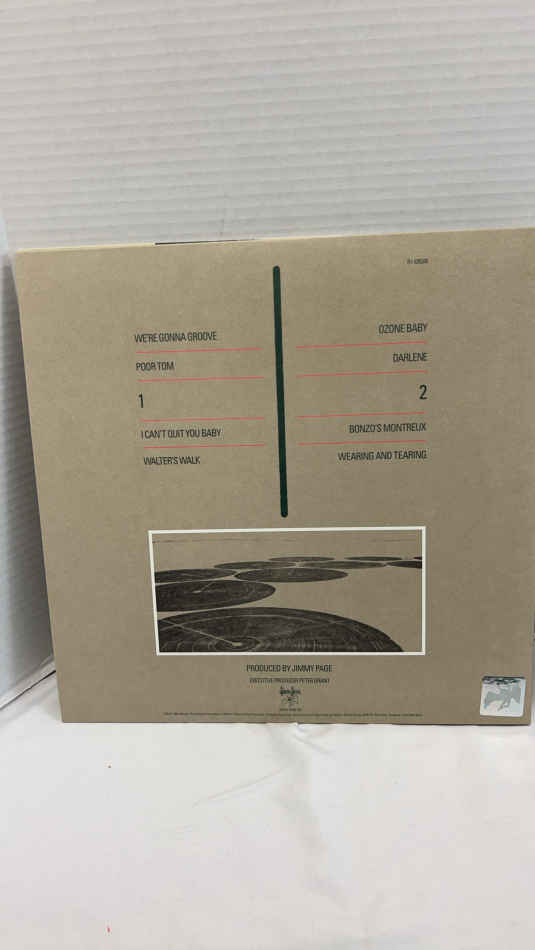 WE'RE GONNA GROOVE
POOR TOM
1
I CAN'T QUIT YOU BABY
WALTER'S WALK
OZONE BABY
DARLENE
2
BONZO'S MONTREUX
WEARING AND TEARING
PRODUCED BY JIMMY PAGE
EXECUTIVE PRODUCER PETER GRANT